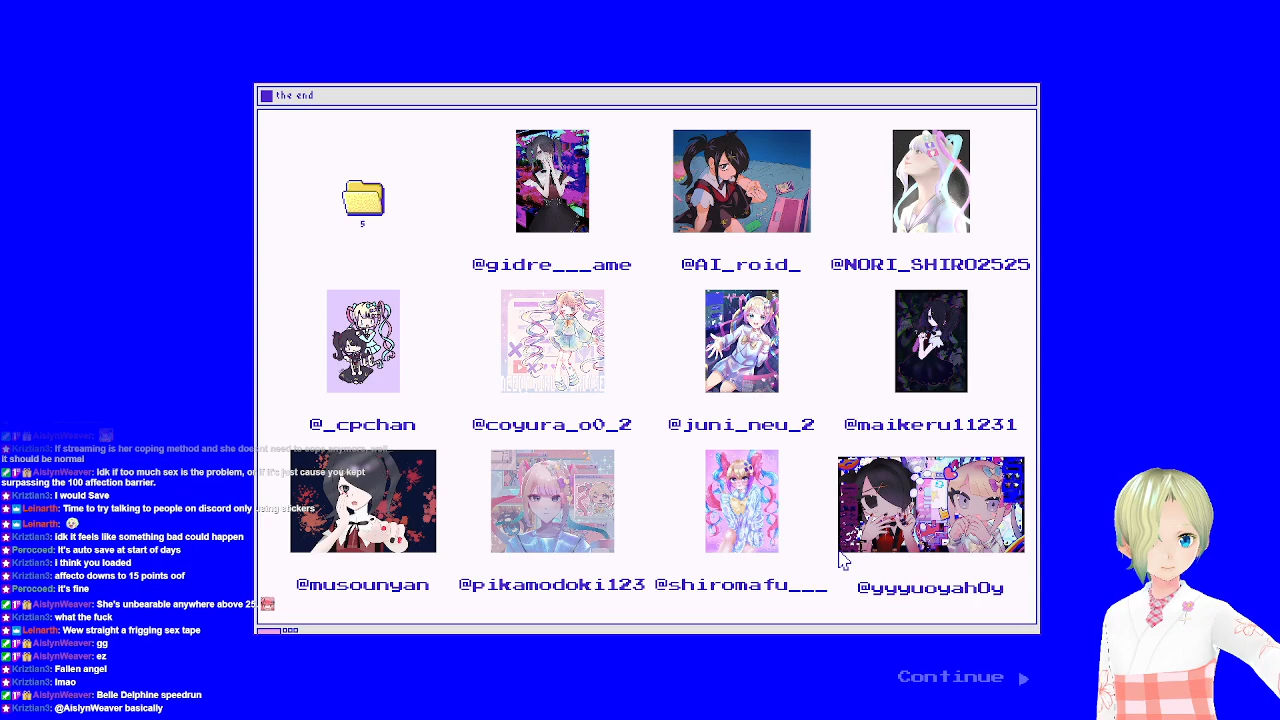 the end
5
@gidre___ame
@AI_roid_
@NORI_SHIRO2525
@_cpchan
@coyura_o0_2
@juni_neu_2
@maikeru11231
@musounyan
@pikamodoki123
@shiromafu___
@yyyuoyah0y
Continue
AislynWeaver:
Kriztian3: If streaming is her coping method and she doesnt need to cope anymore, well..
it should be normal
AislynWeaver: Idk if too much sex is the problem, or if it's just cause you kept
surpassing the 100 affection barrier.
Kriztian3: I would Save
Leinarth: Time to try talking to people on discord only using stickers
Leinarth:
Kriztian3: idk it feels like something bad could happen
Perocoed: It's auto save at start of days
Kriztian3: i think you loaded
Kriztian3: affecto downs to 15 points oof
Perocoed: it's fine
AislynWeaver: She's unbearable anywhere above 25.
Kriztian3: what the fuck
Leinarth: Wew straight a frigging sex tape
AislynWeaver: gg
AislynWeaver: ez
Kriztian3: Fallen angel
Kriztian3: lmao
AislynWeaver: Belle Delphine speedrun
Kriztian3: @AislynWeaver basically